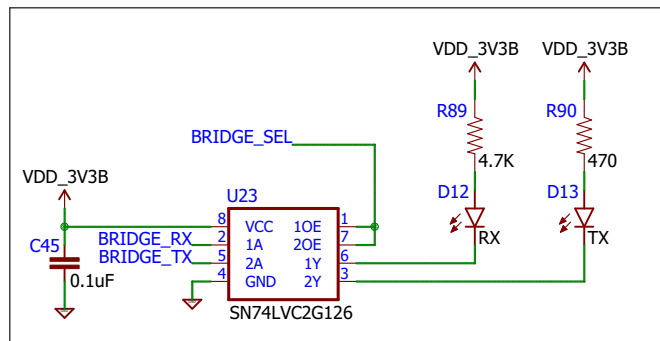 VDD_3V3B VDD_3V3B
R89 R90
4.7K 470
BRIDGE_SEL
VDD_3V3B
U23
D12 D13
RX TX
8 VCC 1OE 1
BRIDGE_RX 2 1A 2OE 7
BRIDGE_TX 5 2A 1Y 6
4 GND 2Y 3
C45
0.1uF
SN74LVC2G126